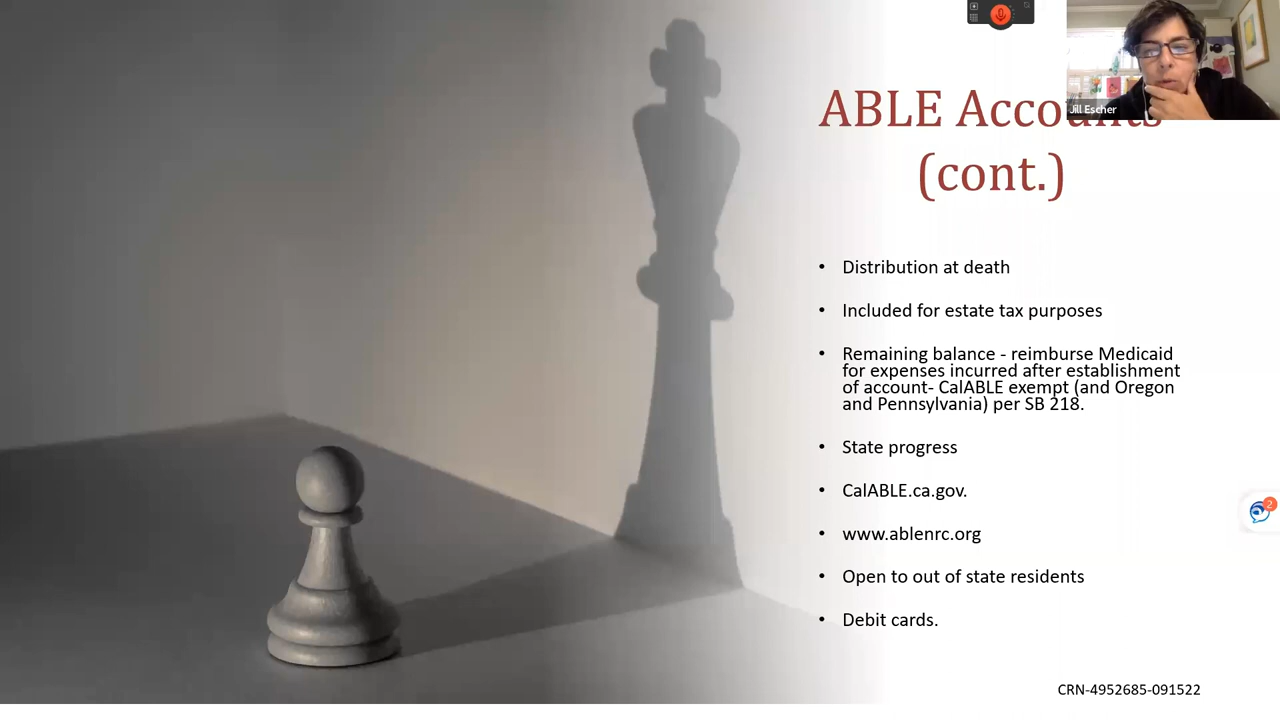 Jill Escher
ABLE Accounts
(cont.)
• Distribution at death
• Included for estate tax purposes
• Remaining balance - reimburse Medicaid
for expenses incurred after establishment
of account- CalABLE exempt (and Oregon
and Pennsylvania) per SB 218.
• State progress
• CalABLE.ca.gov.
• www.ablenrc.org
• Open to out of state residents
• Debit cards.
2
CRN-4952685-091522